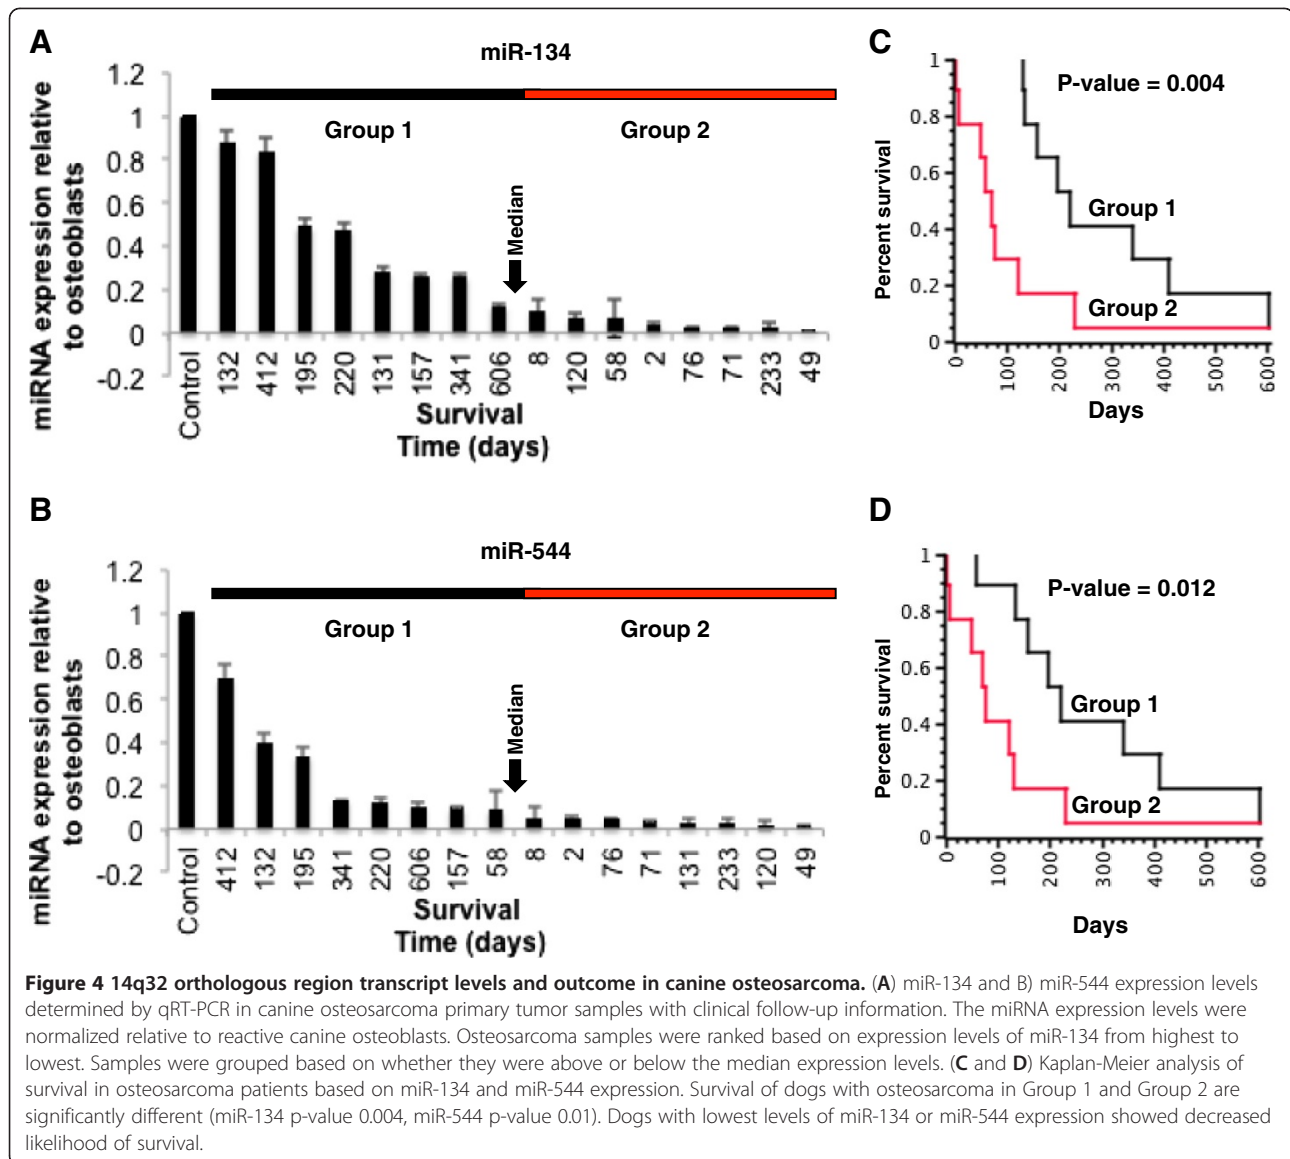 A
miR-134
miRNA expression relative
to osteoblasts
1.2
1
0.8
0.6
0.4
0.2
0
-0.2
Group 1
Group 2
Median
Control
132
412
195
220
131
157
341
606
8
120
58
2
76
71
233
49
Survival
Time (days)
C
P-value = 0.004
Percent survival
1
0.8
0.6
0.4
0.2
0
Group 1
Group 2
0
100
200
300
400
500
600
Days
B
miR-544
miRNA expression relative
to osteoblasts
1.2
1
0.8
0.6
0.4
0.2
0
-0.2
Group 1
Group 2
Median
Control
412
132
195
341
220
606
157
58
8
2
76
71
131
233
120
49
Survival
Time (days)
D
P-value = 0.012
Percent survival
1
0.8
0.6
0.4
0.2
0
Group 1
Group 2
0
100
200
300
400
500
600
Days
Figure 4 14q32 orthologous region transcript levels and outcome in canine osteosarcoma. (A) miR-134 and B) miR-544 expression levels
determined by qRT-PCR in canine osteosarcoma primary tumor samples with clinical follow-up information. The miRNA expression levels were
normalized relative to reactive canine osteoblasts. Osteosarcoma samples were ranked based on expression levels of miR-134 from highest to
lowest. Samples were grouped based on whether they were above or below the median expression levels. (C and D) Kaplan-Meier analysis of
survival in osteosarcoma patients based on miR-134 and miR-544 expression. Survival of dogs with osteosarcoma in Group 1 and Group 2 are
significantly different (miR-134 p-value 0.004, miR-544 p-value 0.01). Dogs with lowest levels of miR-134 or miR-544 expression showed decreased
likelihood of survival.